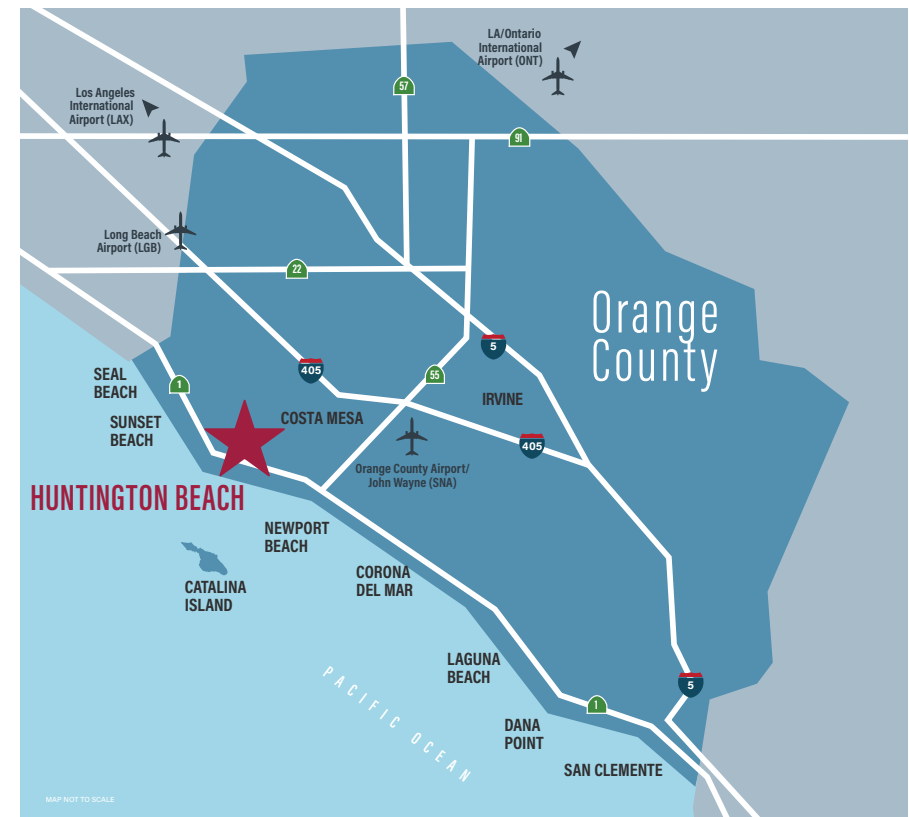 LA/Ontario
International
Airport (ONT)
57
Los Angeles
International
Airport (LAX)
91
Long Beach
Airport (LGB)
22
Orange
County
5
405
55
SEAL
BEACH
1
IRVINE
SUNSET
BEACH
COSTA MESA
405
Orange County Airport/
John Wayne (SNA)
HUNTINGTON BEACH
NEWPORT
BEACH
CATALINA
ISLAND
CORONA
DEL MAR
LAGUNA
BEACH
PACIFIC OCEAN
5
1
DANA
POINT
SAN CLEMENTE
MAP NOT TO SCALE